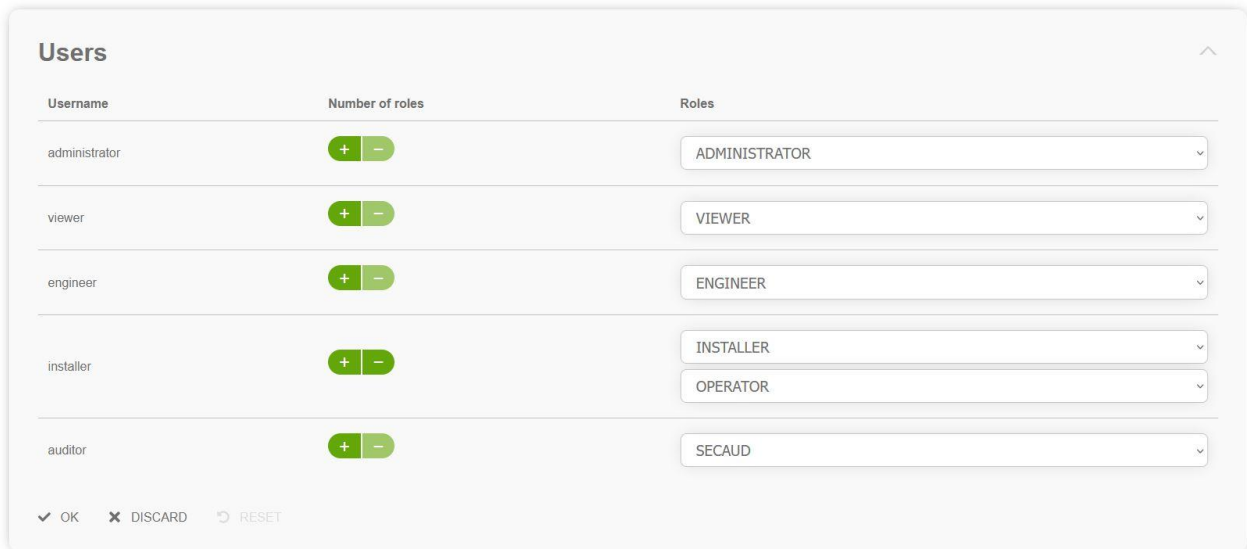 Users
Username Number of roles Roles
administrator + − ADMINISTRATOR
viewer + − VIEWER
engineer + − ENGINEER
INSTALLER
installer + −
OPERATOR
auditor + − SECAUD
OK DISCARD RESET